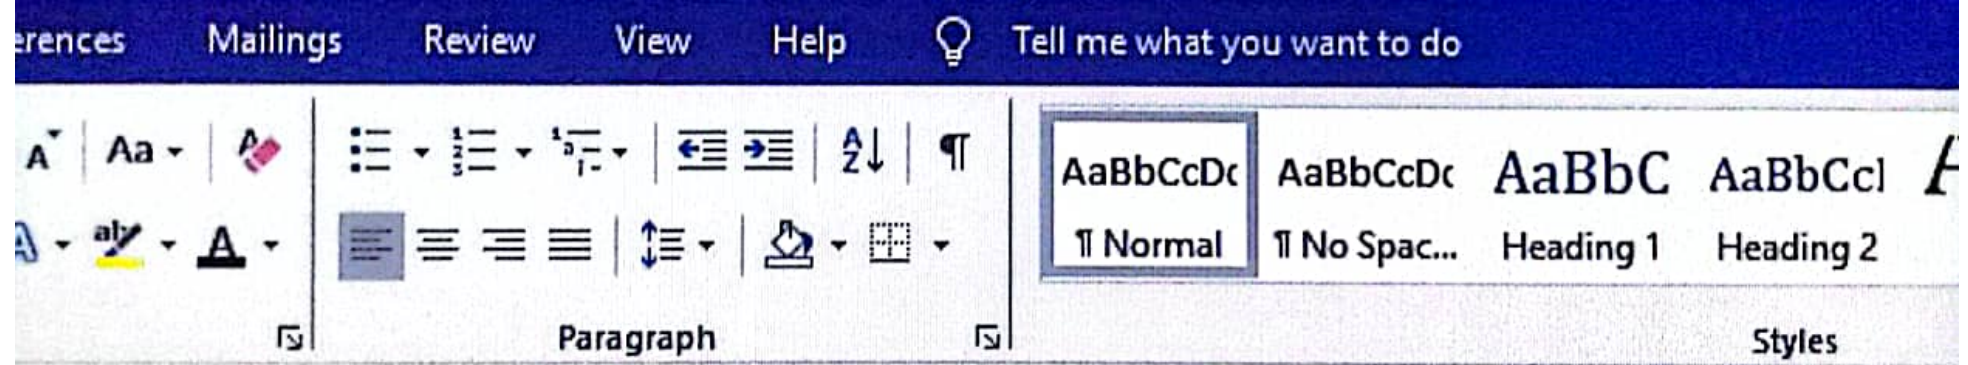 erences Mailings Review View Help Tell me what you want to do
A Aa A AaBbCcDc AaBbCcDc AaBbC AaBbCcl
A aby A ¶ Normal ¶ No Spac... Heading 1 Heading 2
Paragraph Styles